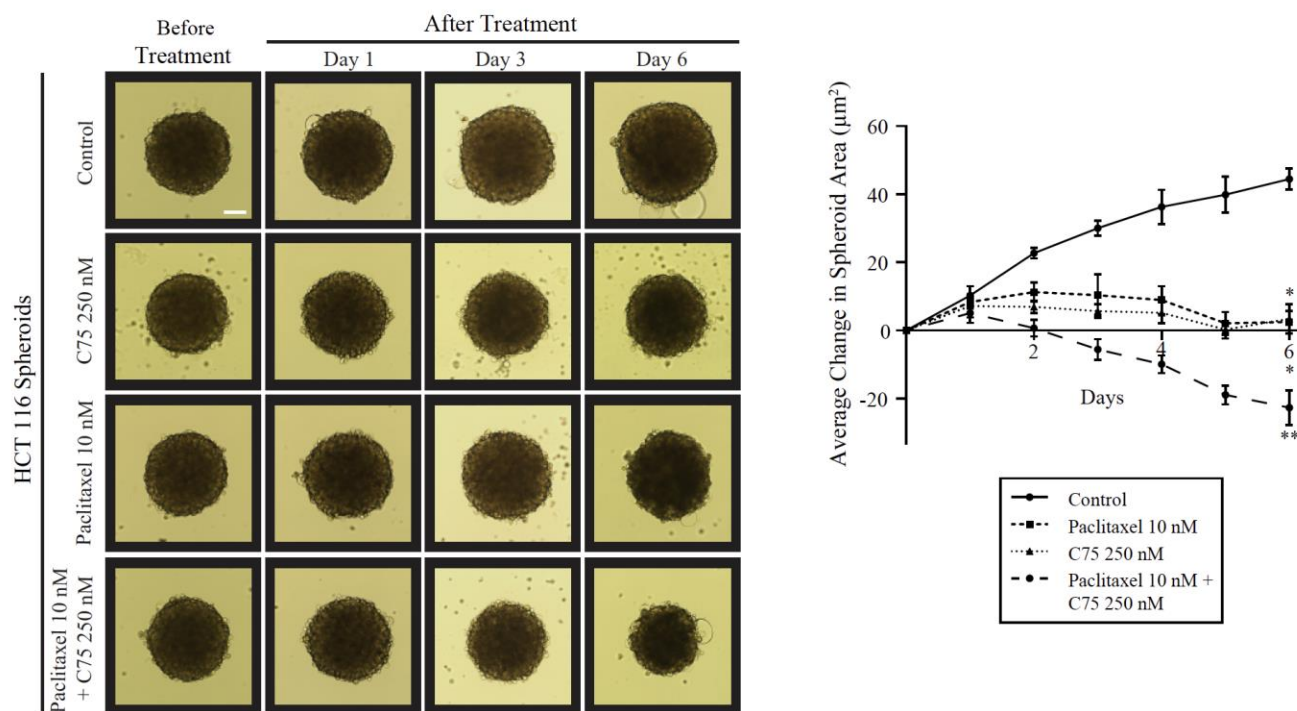 Before
Treatment
After Treatment
Day 1
Day 3
Day 6
HCT 116 Spheroids
Control
C75 250 nM
Paclitaxel 10 nM
Paclitaxel 10 nM
+ C75 250 nM
Average Change in Spheroid Area (µm²)
60
40
20
0
-20
2
4
6
Days
*
*
**
Control
Paclitaxel 10 nM
C75 250 nM
Paclitaxel 10 nM +
C75 250 nM